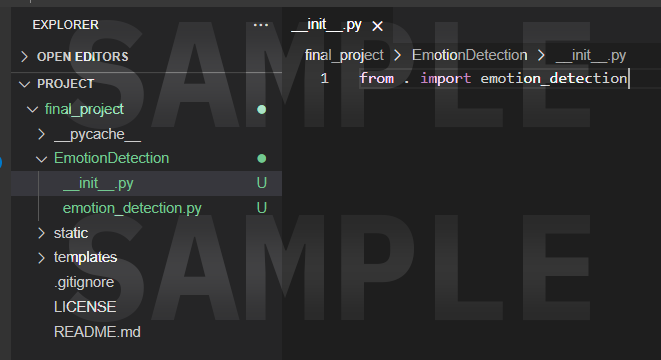 EXPLORER
OPEN EDITORS
PROJECT
final_project
__pycache__
EmotionDetection
__init__.py U
emotion_detection.py U
static
templates
.gitignore
LICENSE
README.md
__init__.py
final_project > EmotionDetection > __init__.py
1 from . import emotion_detection
SAMPLE
SAMPLE